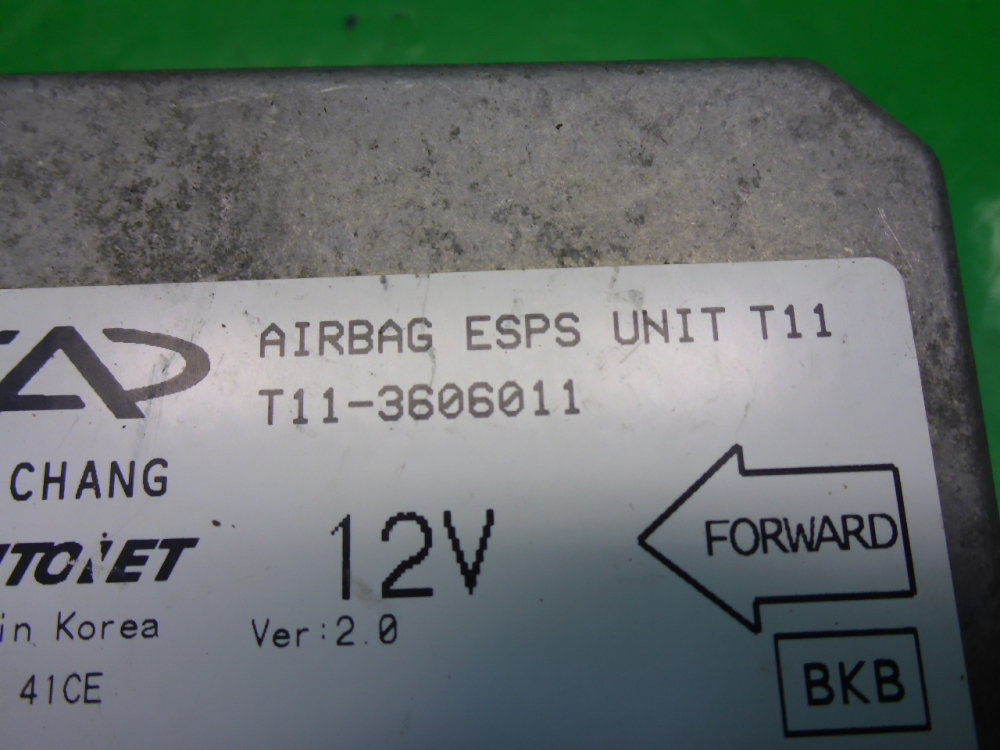 AIRBAG ESPS UNIT T11
T11-3606011
CHANG
12V
FORWARD
in Korea
Ver:2.0
41CE
BKB